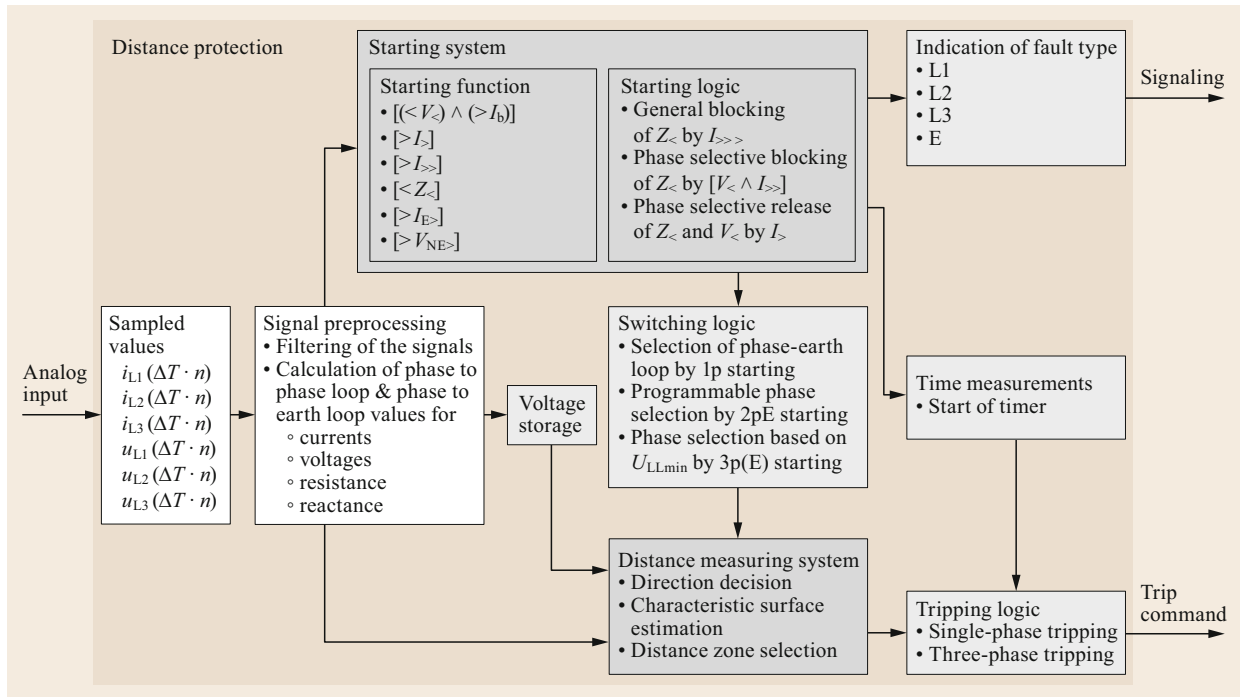 Distance protection
Starting system
Starting function
• [(< V<) ∧ (> Ib)]
• [> I>]
• [> I>>]
• [< Z<]
• [> IE>]
• [> VNE>]
Starting logic
• General blocking
of Z< by I>>>
• Phase selective blocking
of Z< by [V< ∧ I>>]
• Phase selective release
of Z< and V< by I>
Indication of fault type
• L1
• L2
• L3
• E
Signaling
Analog
input
Sampled
values
iL1 (ΔT · n)
iL2 (ΔT · n)
iL3 (ΔT · n)
uL1 (ΔT · n)
uL2 (ΔT · n)
uL3 (ΔT · n)
Signal preprocessing
• Filtering of the signals
• Calculation of phase to
phase loop & phase to
earth loop values for
◦ currents
◦ voltages
◦ resistance
◦ reactance
Voltage
storage
Switching logic
• Selection of phase-earth
loop by 1p starting
• Programmable phase
selection by 2pE starting
• Phase selection based on
ULLmin by 3p(E) starting
Time measurements
• Start of timer
Distance measuring system
• Direction decision
• Characteristic surface
estimation
• Distance zone selection
Tripping logic
• Single-phase tripping
• Three-phase tripping
Trip
command